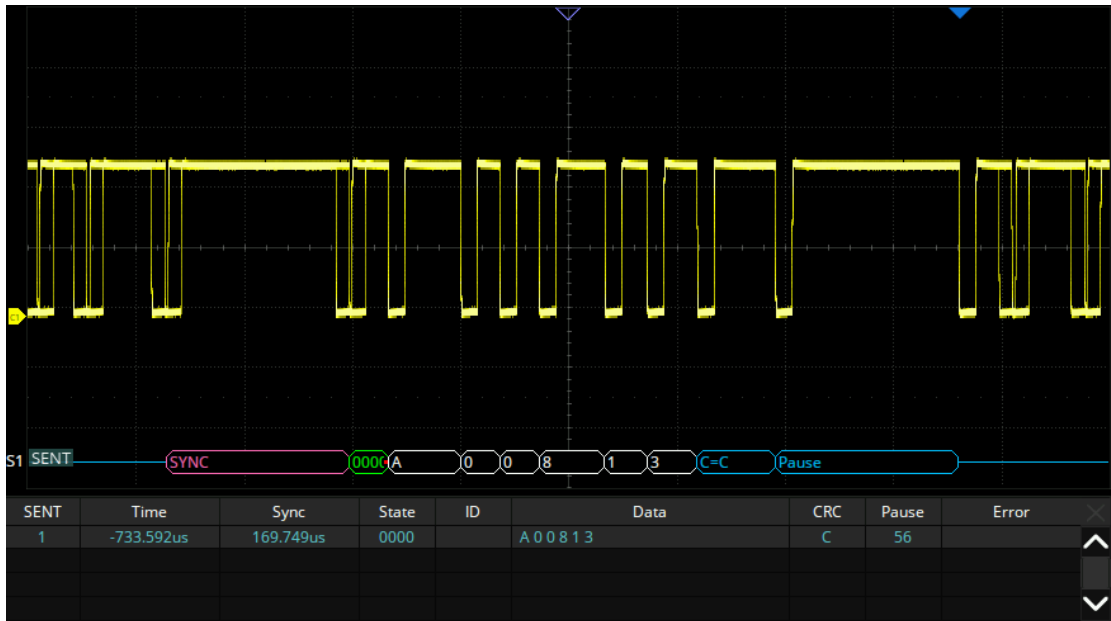 C1
S1 SENT SYNC 0000 A 0 0 8 1 3 C=C Pause
SENT Time Sync State ID Data CRC Pause Error
1 -733.592us 169.749us 0000 A 0 0 8 1 3 C 56